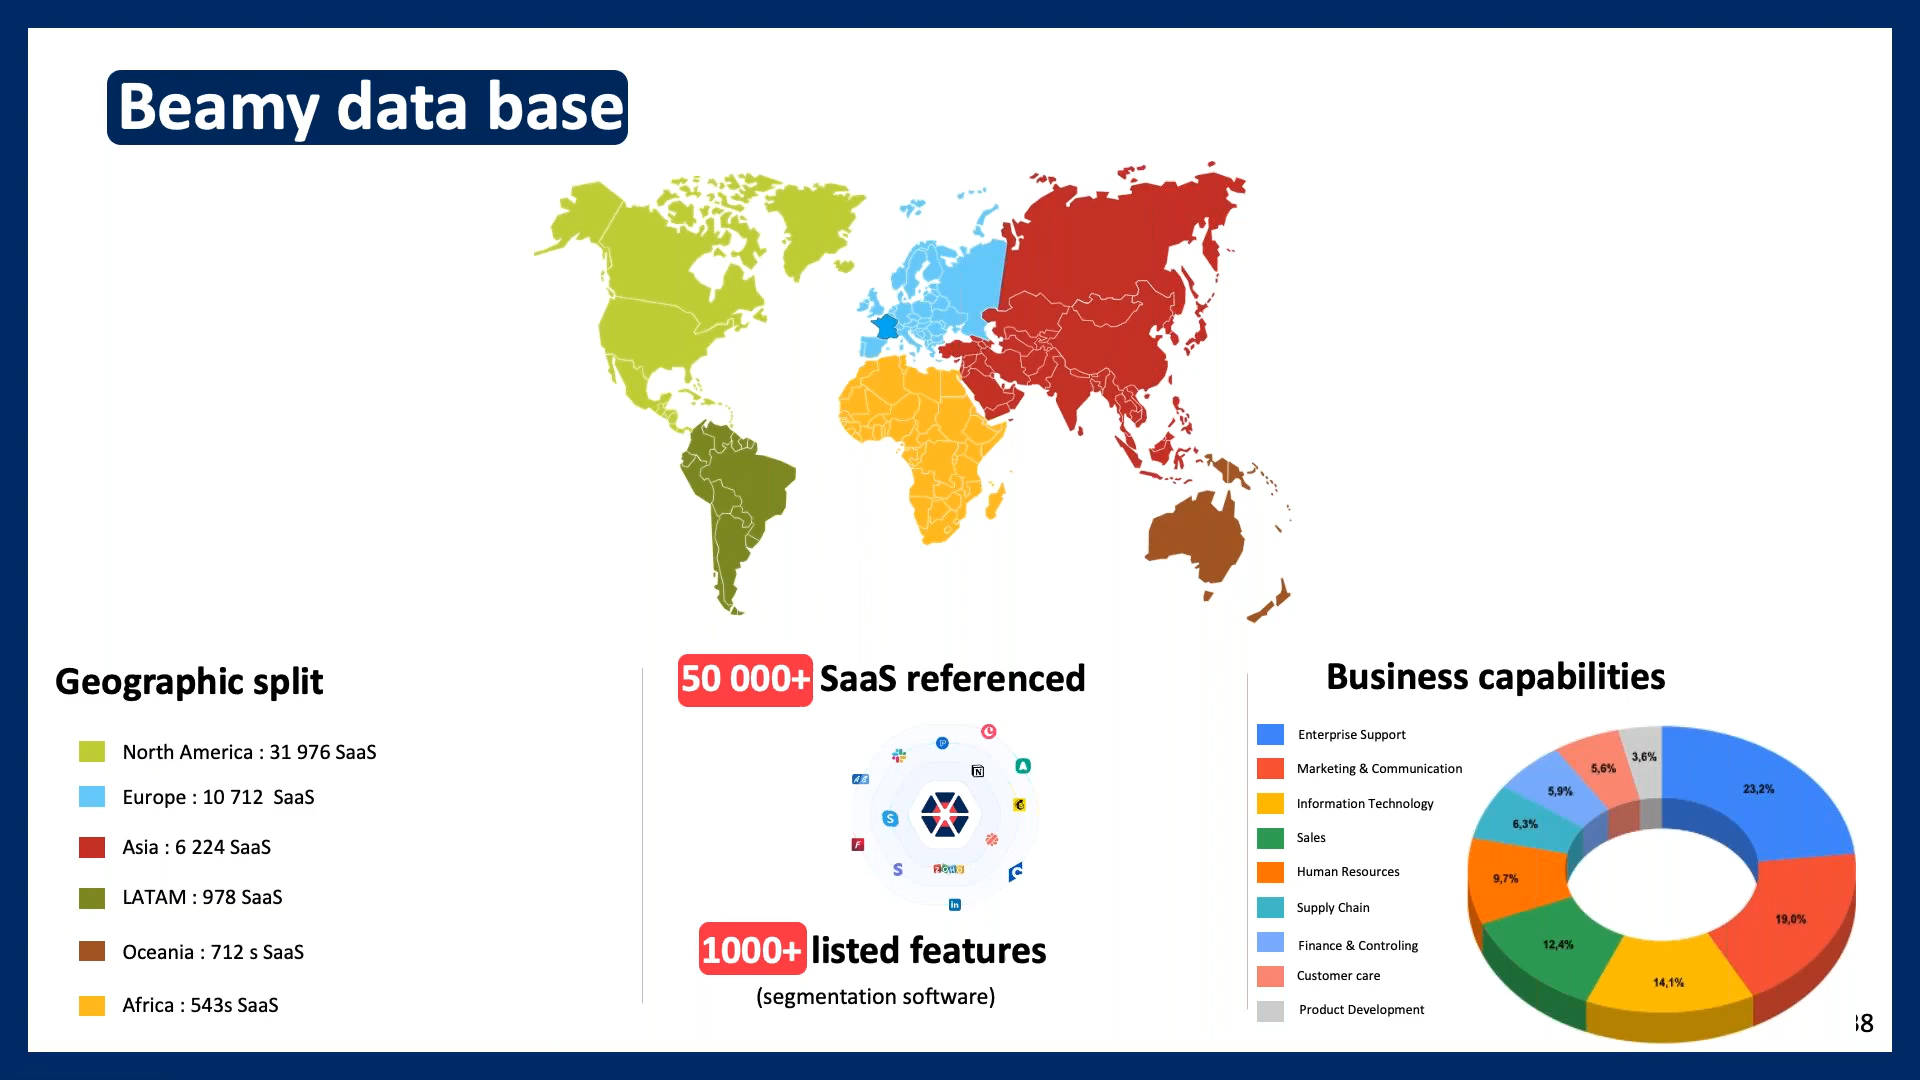 Beamy data base
Geographic split
North America : 31 976 SaaS
Europe : 10 712 SaaS
Asia : 6 224 SaaS
LATAM : 978 SaaS
Oceania : 712 s SaaS
Africa : 543s SaaS
50 000+ SaaS referenced
ZOHO
in
1000+ listed features
(segmentation software)
Business capabilities
Enterprise Support
Marketing & Communication
Information Technology
Sales
Human Resources
Supply Chain
Finance & Controling
Customer care
Product Development
23,2%
19,0%
14,1%
12,4%
9,7%
6,3%
5,9%
5,6%
3,6%
38